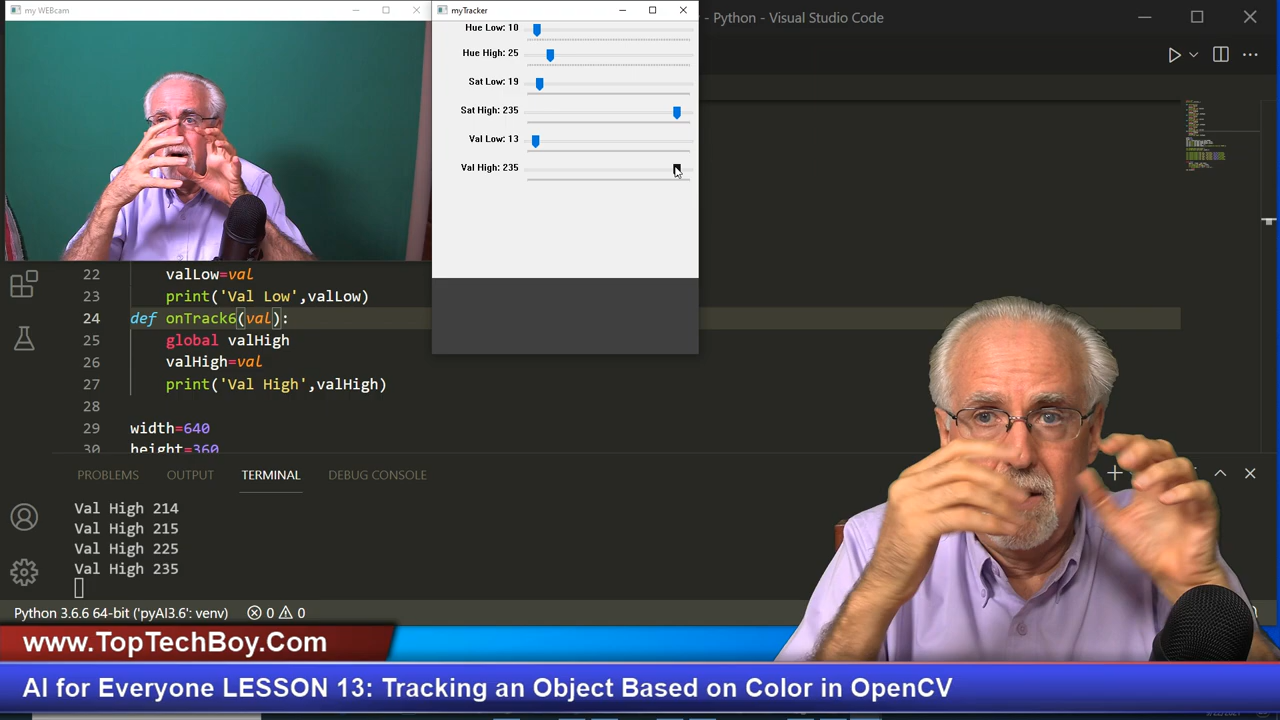 my WEBcam
myTracker
- Python - Visual Studio Code
Hue Low: 10
Hue High: 25
Sat Low: 19
Sat High: 235
Val Low: 13
Val High: 235
22 valLow=val
23 print('Val Low',valLow)
24 def onTrack6(val):
25 global valHigh
26 valHigh=val
27 print('Val High',valHigh)
28
29 width=640
30 height=360
PROBLEMS OUTPUT TERMINAL DEBUG CONSOLE
Val High 214
Val High 215
Val High 225
Val High 235
Python 3.6.6 64-bit ('pyAI3.6': venv) 0 0
www.TopTechBoy.Com
AI for Everyone LESSON 13: Tracking an Object Based on Color in OpenCV